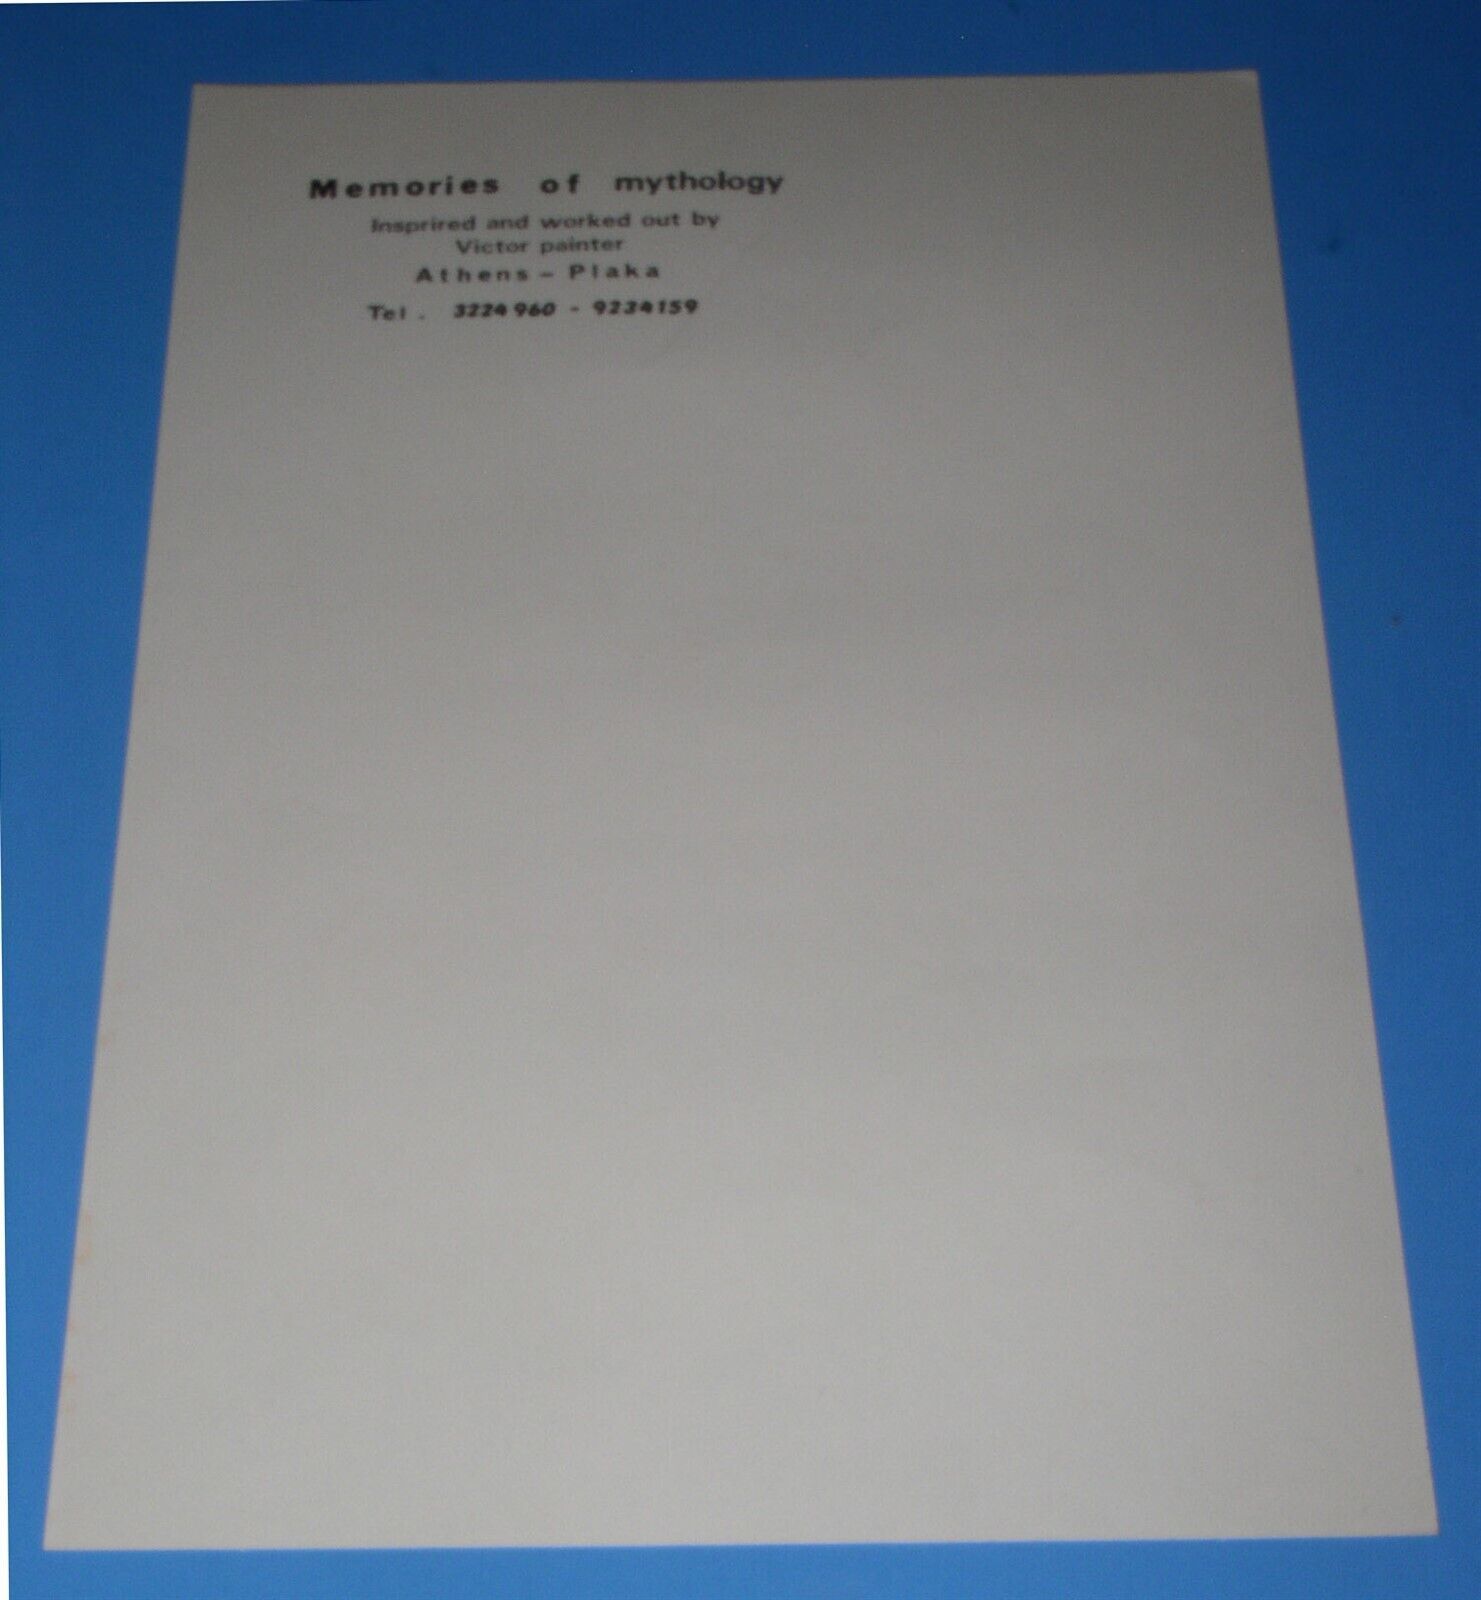 Memories of mythology
Insprired and worked out by
Victor painter
Athens - Plaka
Tel. 3224960 - 9234159